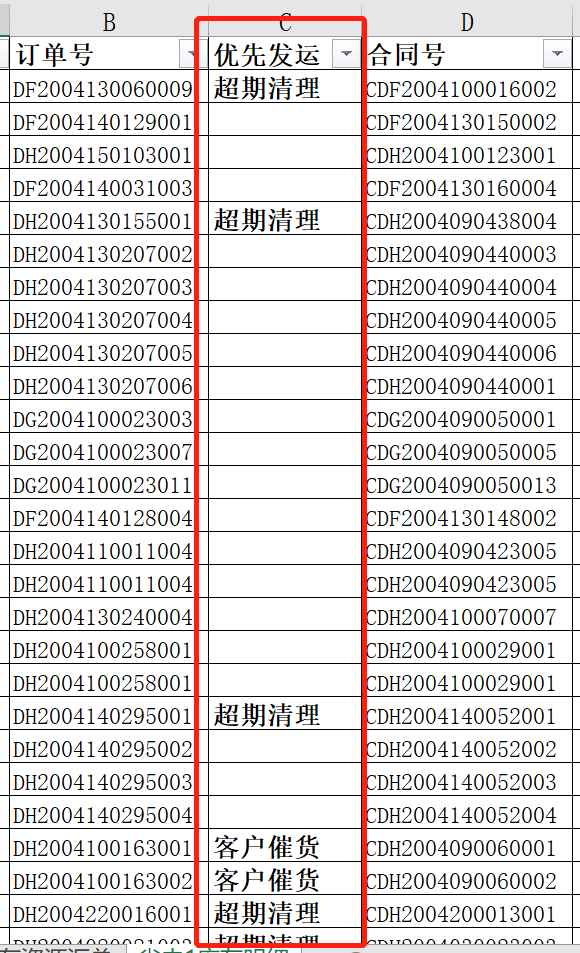 B C D
订单号 优先发运 合同号
DF2004130060009 超期清理 CDF2004100016002
DF2004140129001 CDF2004130150002
DH2004150103001 CDH2004100123001
DF2004140031003 CDF2004130160004
DH2004130155001 超期清理 CDH2004090438004
DH2004130207002 CDH2004090440003
DH2004130207003 CDH2004090440004
DH2004130207004 CDH2004090440005
DH2004130207005 CDH2004090440006
DH2004130207006 CDH2004090440001
DG2004100023003 CDG2004090050001
DG2004100023007 CDG2004090050005
DG2004100023011 CDG2004090050013
DF2004140128004 CDF2004130148002
DH2004110011004 CDH2004090423005
DH2004110011004 CDH2004090423005
DH2004130240004 CDH2004100070007
DH2004100258001 CDH2004100029001
DH2004100258001 CDH2004100029001
DH2004140295001 超期清理 CDH2004140052001
DH2004140295002 CDH2004140052002
DH2004140295003 CDH2004140052003
DH2004140295004 CDH2004140052004
DH2004100163001 客户催货 CDH2004090060001
DH2004100163002 客户催货 CDH2004090060002
DH2004220016001 超期清理 CDH2004200013001
超期清理